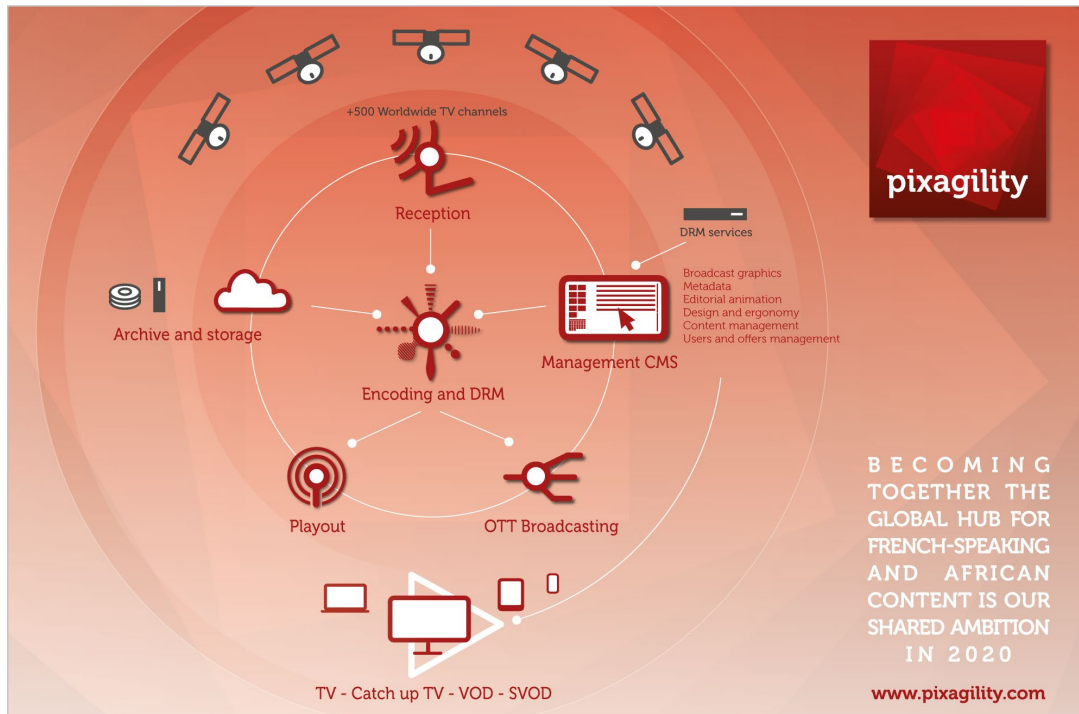 +500 Worldwide TV channels
Reception
pixagility
DRM services
Broadcast graphics
Metadata
Editorial animation
Design and ergonomy
Content management
Users and offers management
Archive and storage
Management CMS
Encoding and DRM
Playout
OTT Broadcasting
TV - Catch up TV - VOD - SVOD
BECOMING
TOGETHER THE
GLOBAL HUB FOR
FRENCH-SPEAKING
AND AFRICAN
CONTENT IS OUR
SHARED AMBITION
IN 2020
www.pixagility.com